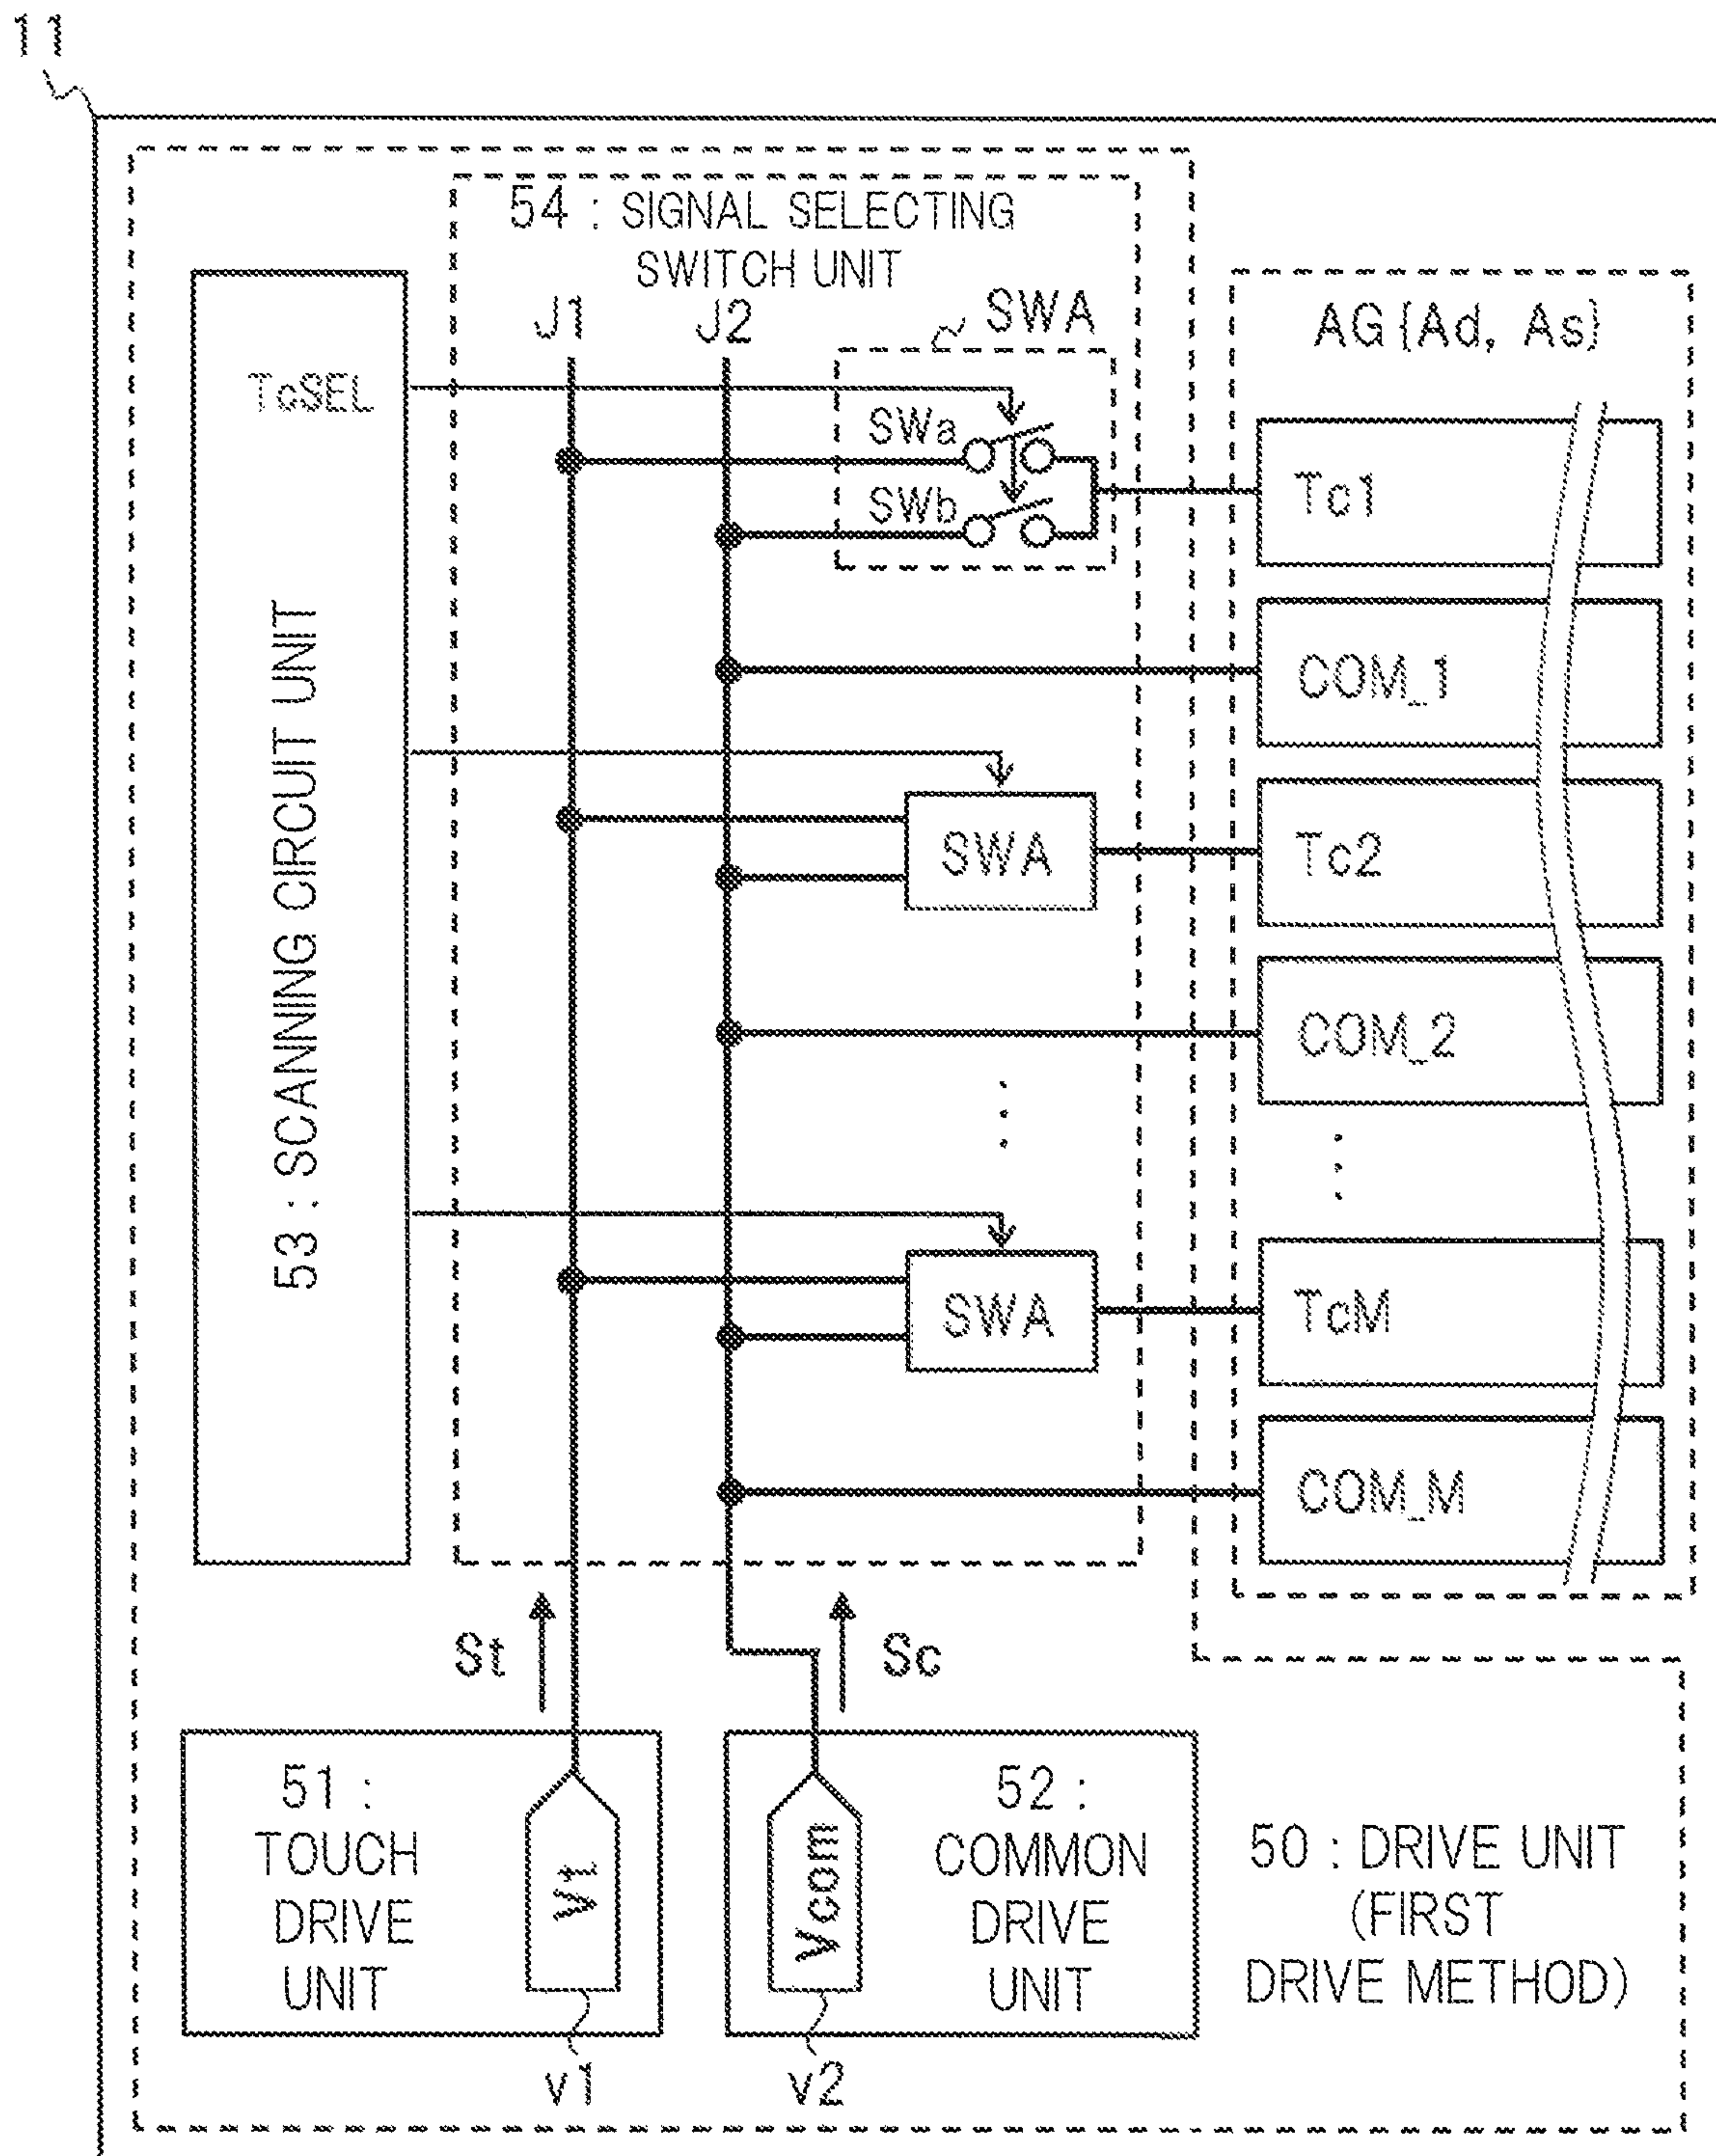 11
54 : SIGNAL SELECTING
SWITCH UNIT
J1
J2
SWA
AG{Ad, As}
TcSEL
SWa
SWb
Tc1
COM_1
53 : SCANNING CIRCUIT UNIT
SWA
Tc2
COM_2
SWA
TcM
COM_M
St
Sc
51 :
TOUCH
DRIVE
UNIT
Vt
52 :
COMMON
DRIVE
UNIT
Vcom
50 : DRIVE UNIT
(FIRST
DRIVE METHOD)
v1
v2